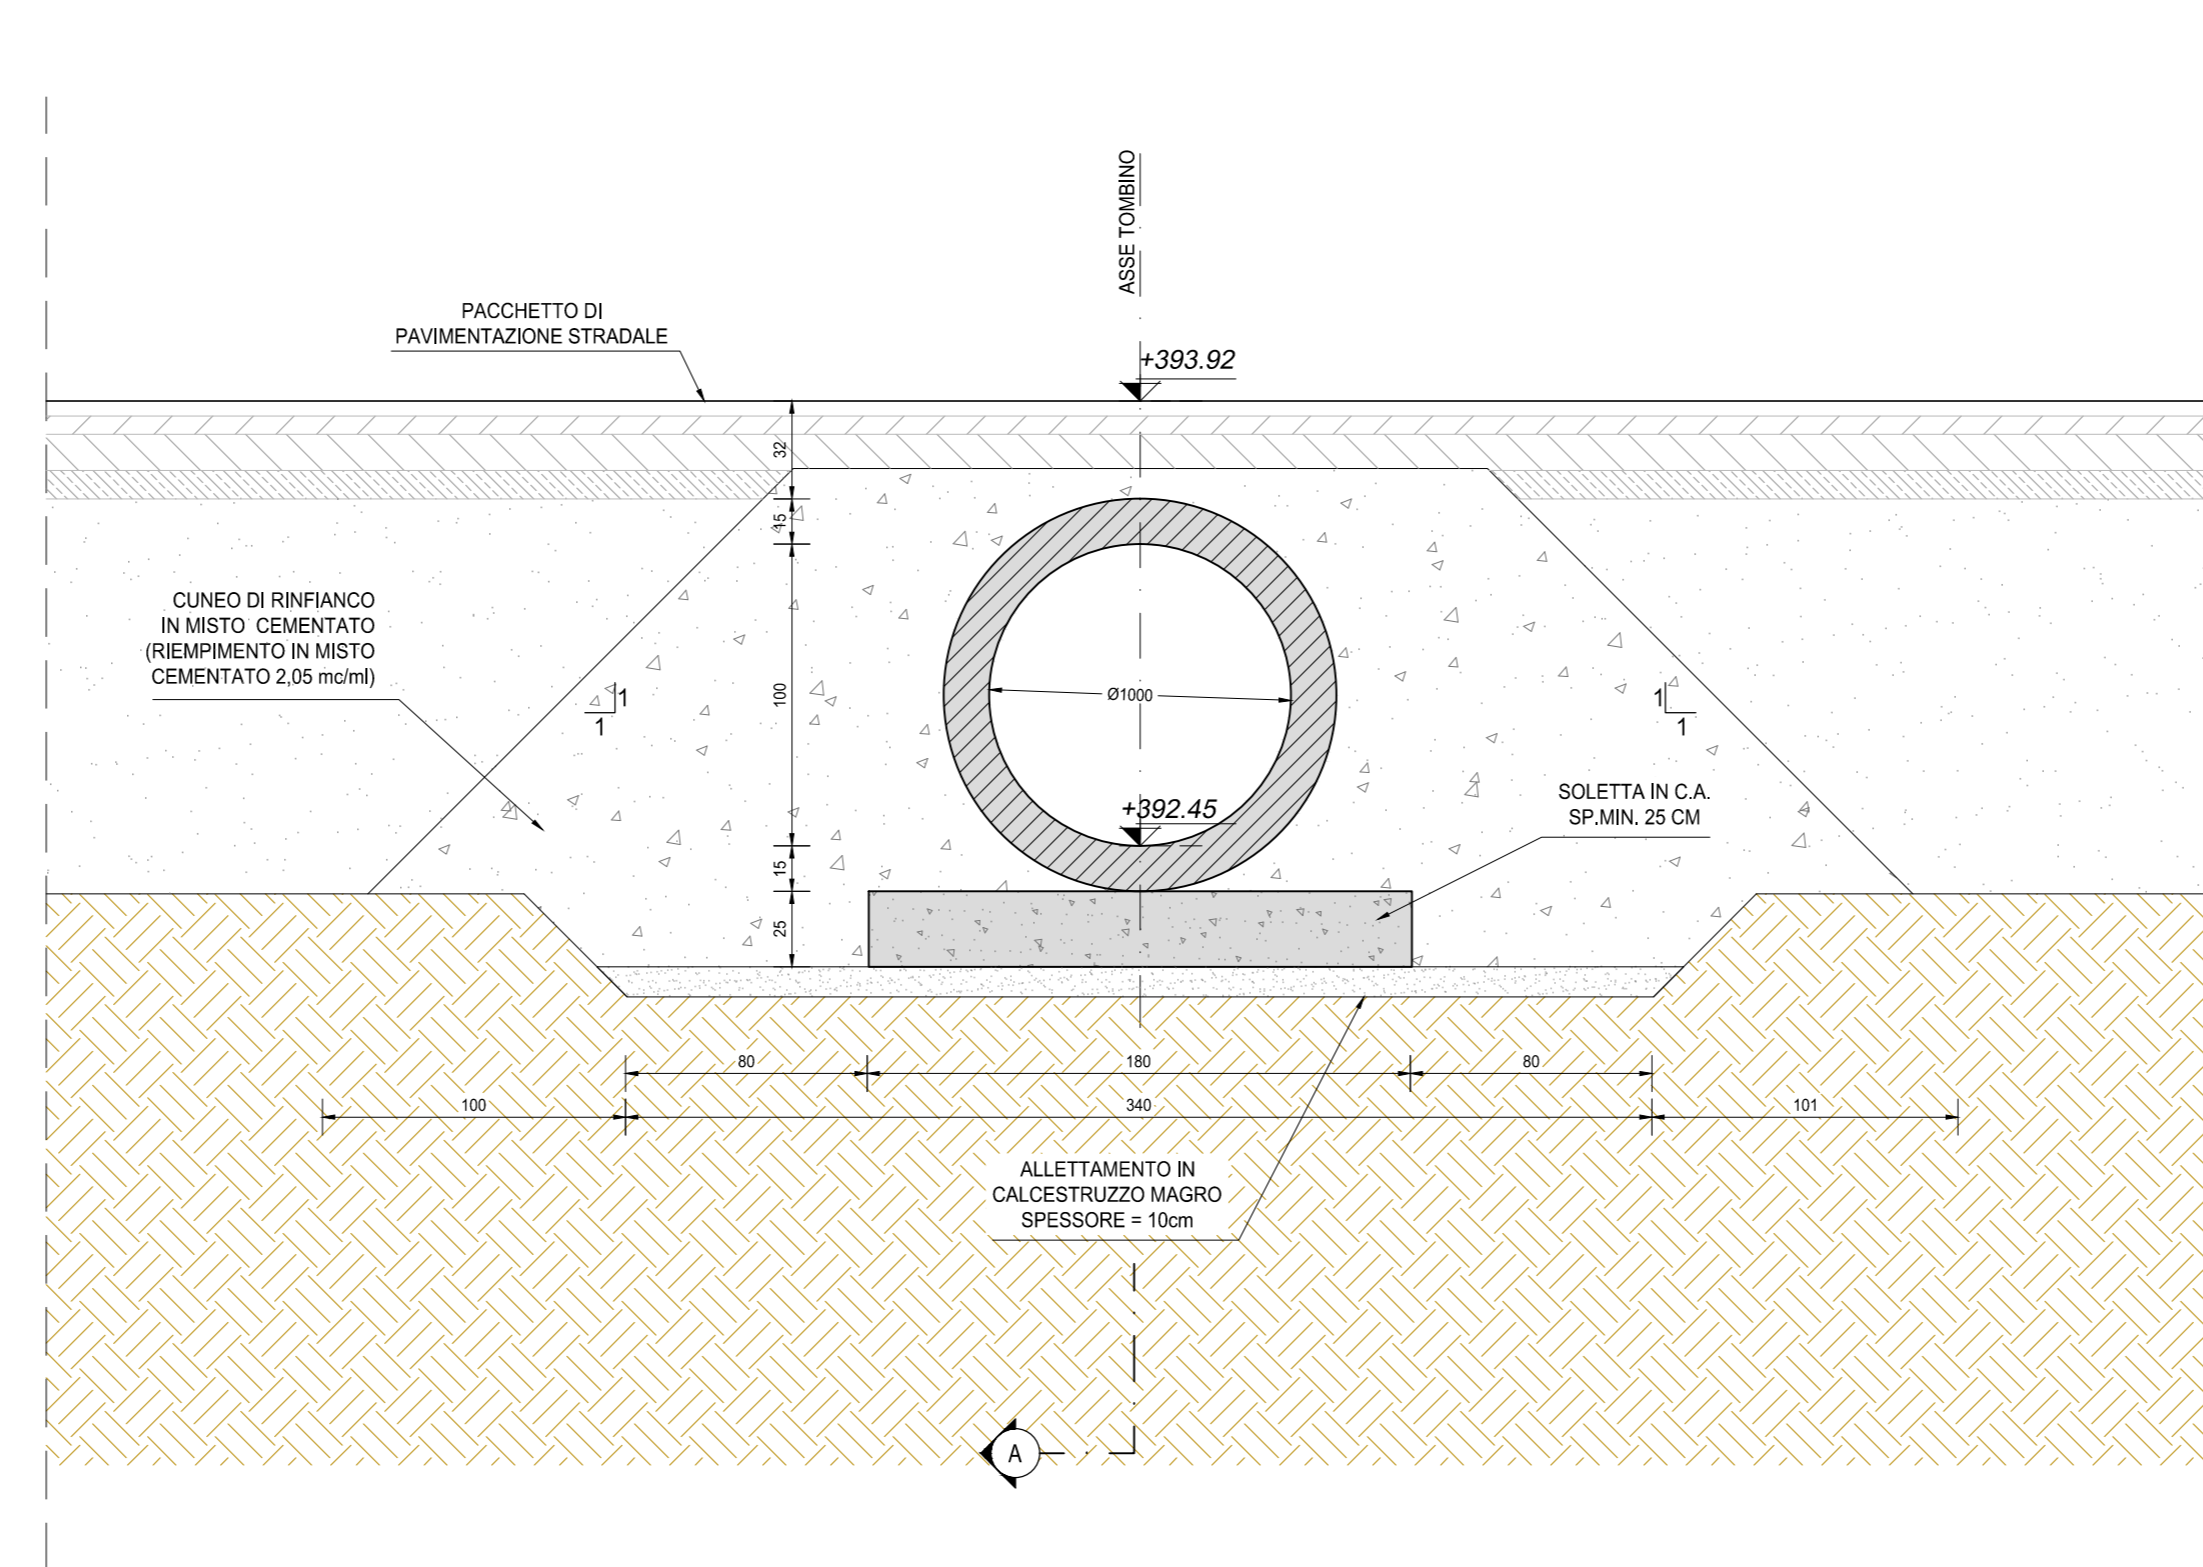 ASSE TOMBINO
PACCHETTO DI
PAVIMENTAZIONE STRADALE
+393.92
32
15
CUNEO DI RINFIANCO
IN MISTO CEMENTATO
(RIEMPIMENTO IN MISTO
CEMENTATO 2,05 mc/ml)
1
1
100
Ø1000
1
1
+392.45
SOLETTA IN C.A.
SP.MIN. 25 CM
15
25
80
180
80
100
340
101
ALLETTAMENTO IN
CALCESTRUZZO MAGRO
SPESSORE = 10cm
A